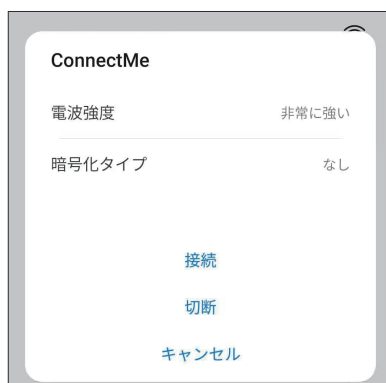 ConnectMe
電波強度 非常に強い
暗号化タイプ なし
接続
切断
キャンセル